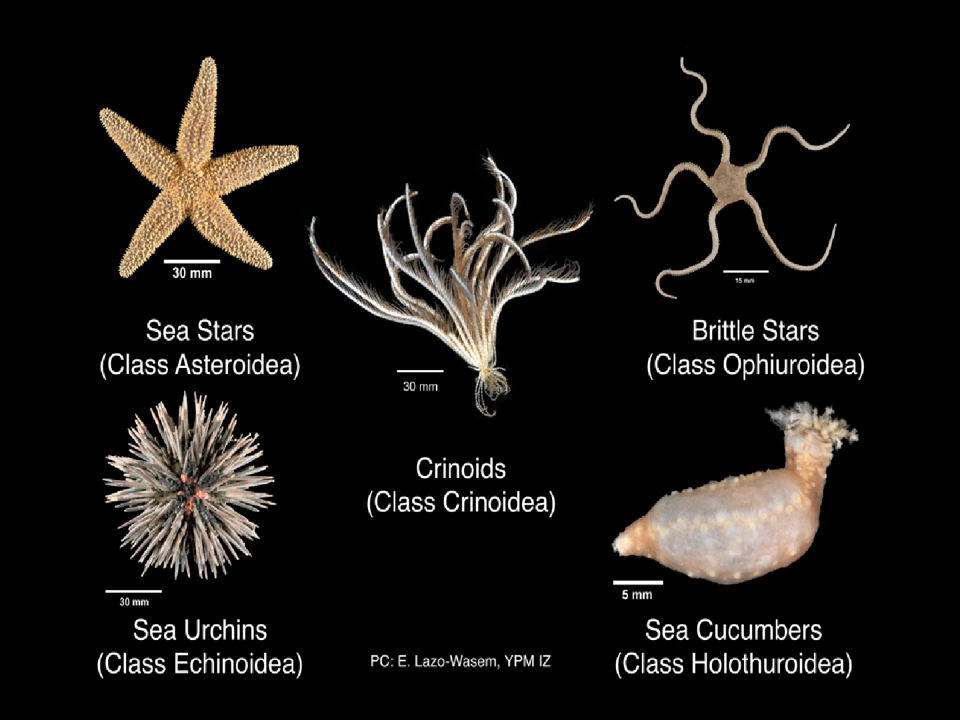 30 mm
Sea Stars
(Class Asteroidea)
30 mm
Crinoids
(Class Crinoidea)
15 mm
Brittle Stars
(Class Ophiuroidea)
30 mm
Sea Urchins
(Class Echinoidea)
PC: E. Lazo-Wasem, YPM IZ
5 mm
Sea Cucumbers
(Class Holothuroidea)